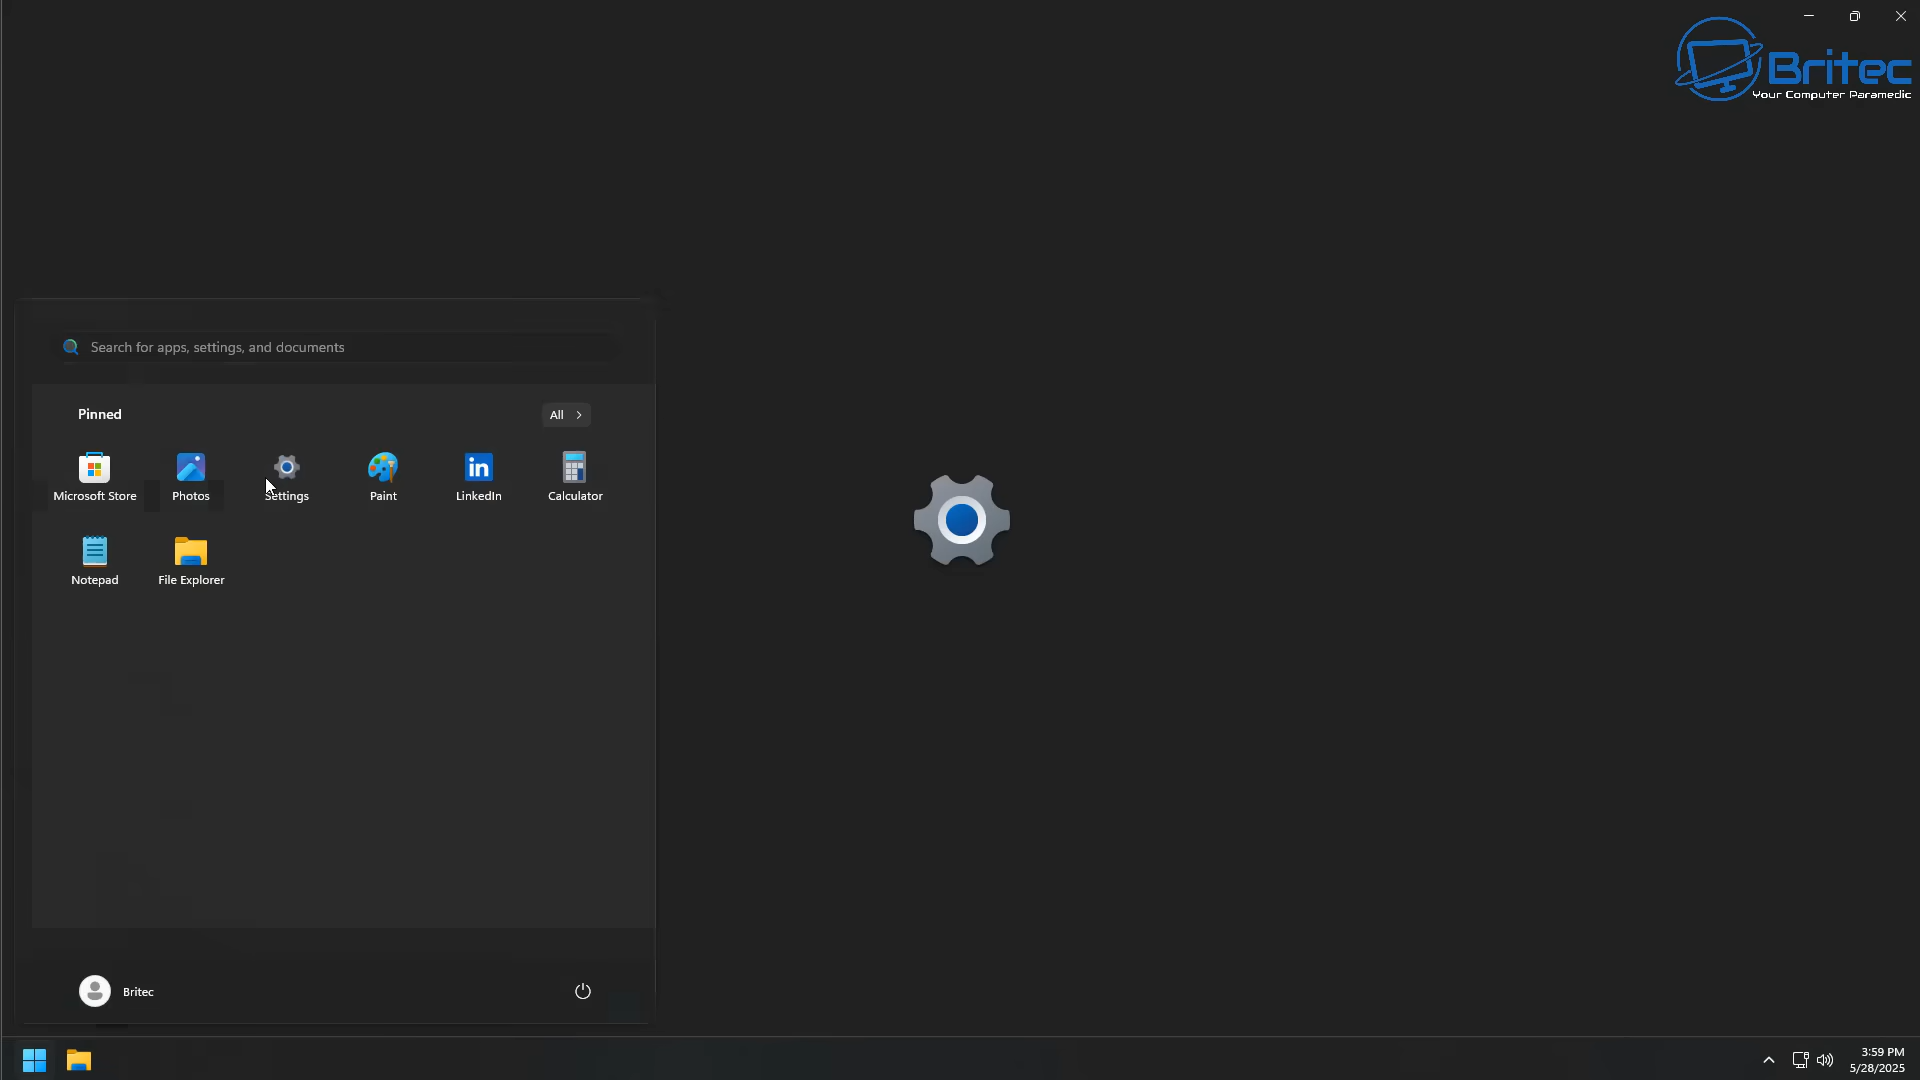 Britec
Your Computer Paramedic
Search for apps, settings, and documents
Pinned
All
Microsoft Store
Photos
Settings
Paint
LinkedIn
Calculator
Notepad
File Explorer
Britec
3:59 PM
5/28/2025